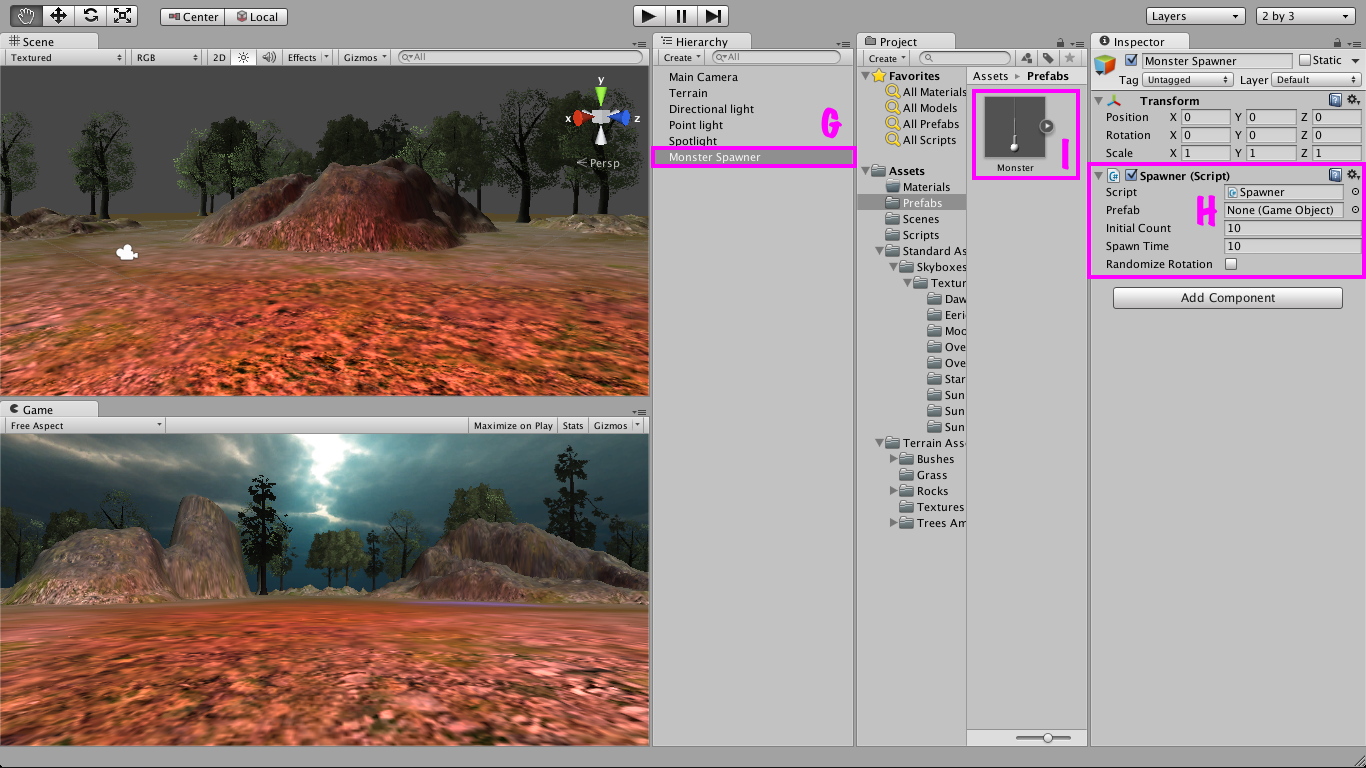 Center
Local
Layers
2 by 3
Scene
Textured
RGB
2D
Effects
Gizmos
All
y
x
z
Persp
Game
Free Aspect
Maximize on Play
Stats
Gizmos
Hierarchy
Create
All
Main Camera
Terrain
Directional light
Point light
Spotlight
Monster Spawner
G
Project
Create
Favorites
All Materials
All Models
All Prefabs
All Scripts
Assets
Materials
Prefabs
Scenes
Scripts
Standard As
Skyboxes
Textur
Daw
Eeri
Moo
Ove
Ove
Star
Sun
Sun
Sun
Terrain Ass
Bushes
Grass
Rocks
Textures
Trees Am
Assets ▸ Prefabs
Monster
I
Inspector
Monster Spawner
Static
Tag Untagged Layer Default
Transform
Position X 0 Y 0 Z 0
Rotation X 0 Y 0 Z 0
Scale X 1 Y 1 Z 1
Spawner (Script)
Script Spawner
Prefab None (Game Object)
H
Initial Count 10
Spawn Time 10
Randomize Rotation
Add Component